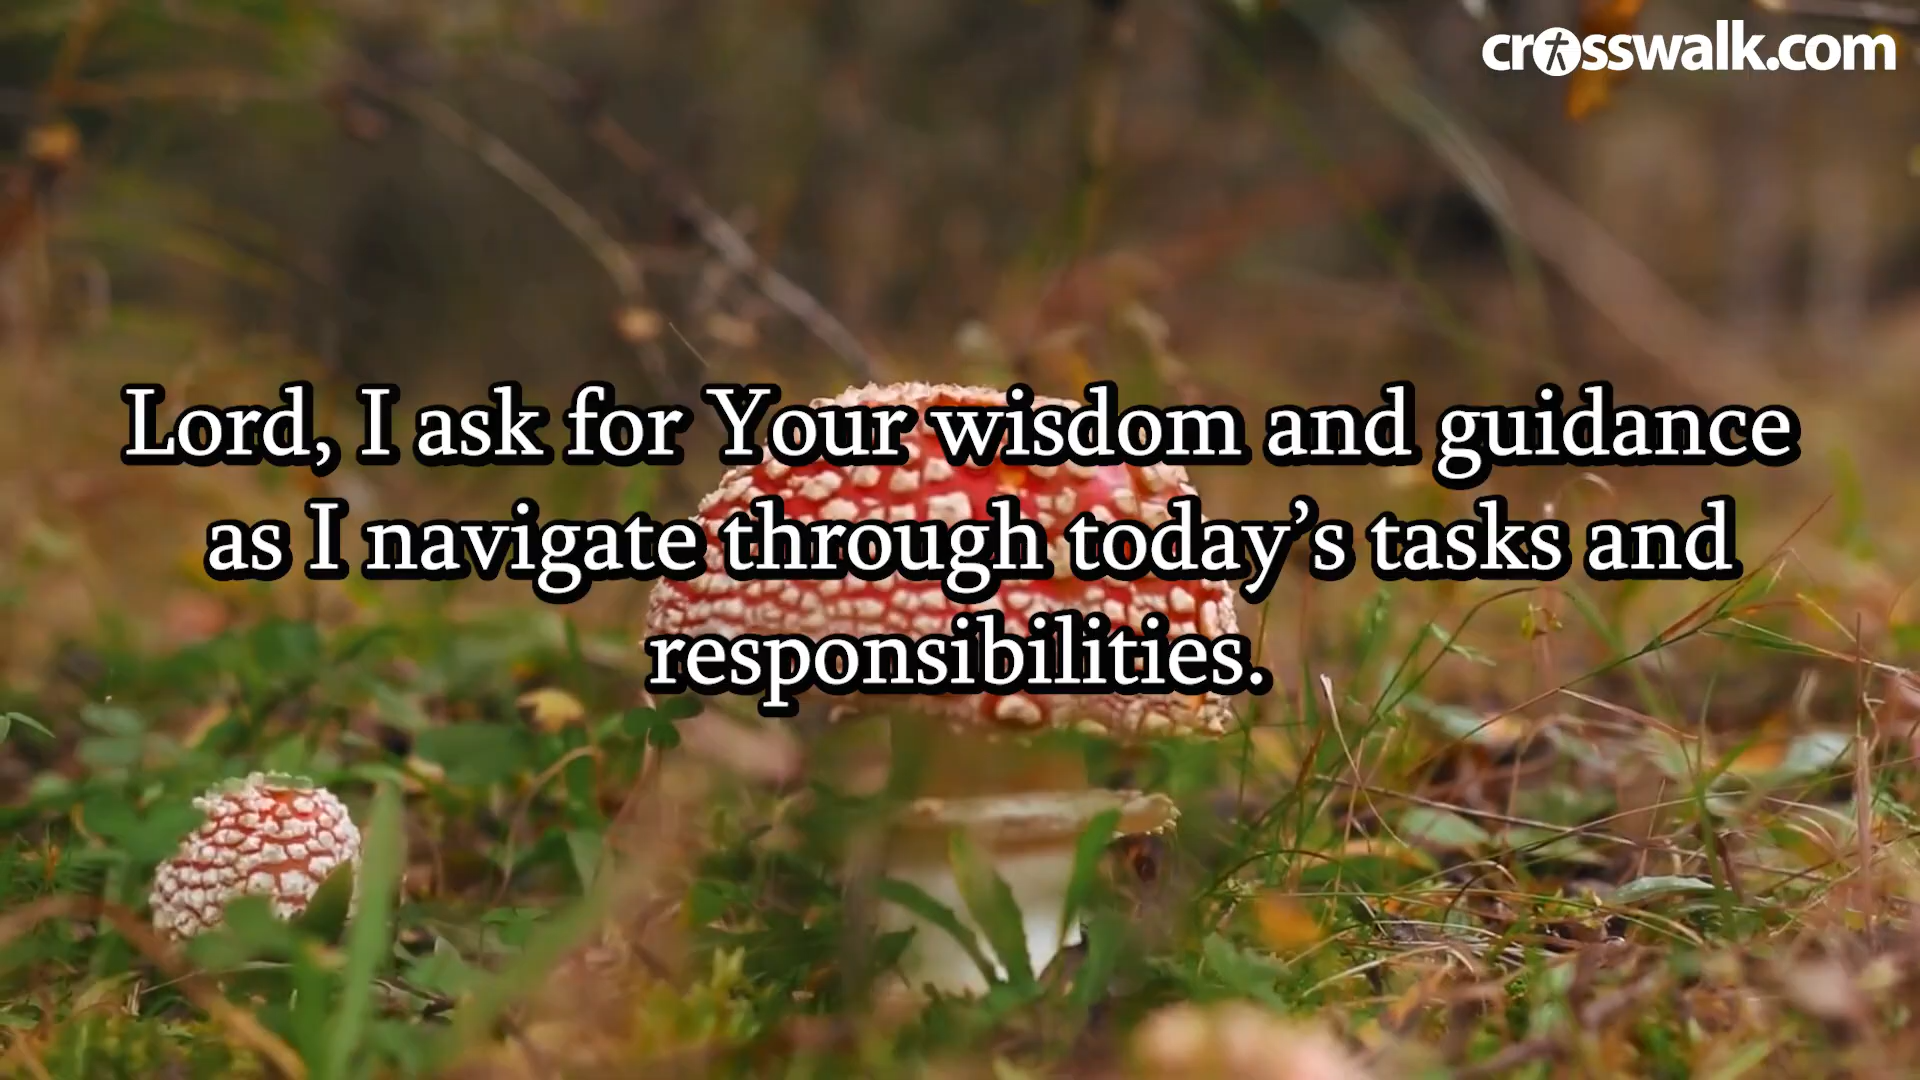 crosswalk.com
Lord, I ask for Your wisdom and guidance
as I navigate through today’s tasks and
responsibilities.